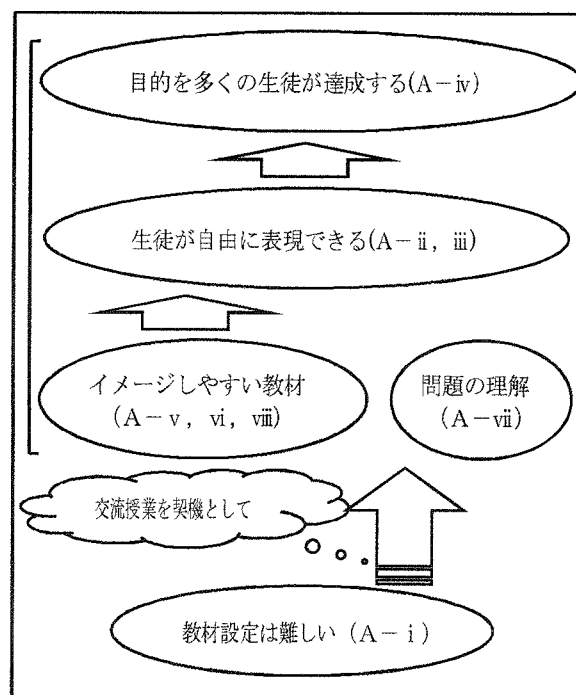 目的を多くの生徒が達成する(A－ⅳ)
生徒が自由に表現できる(A－ⅱ，ⅲ)
イメージしやすい教材
(A－ⅴ，ⅵ，ⅷ)
問題の理解
(A－ⅶ)
交流授業を契機として
教材設定は難しい（A－ⅰ）